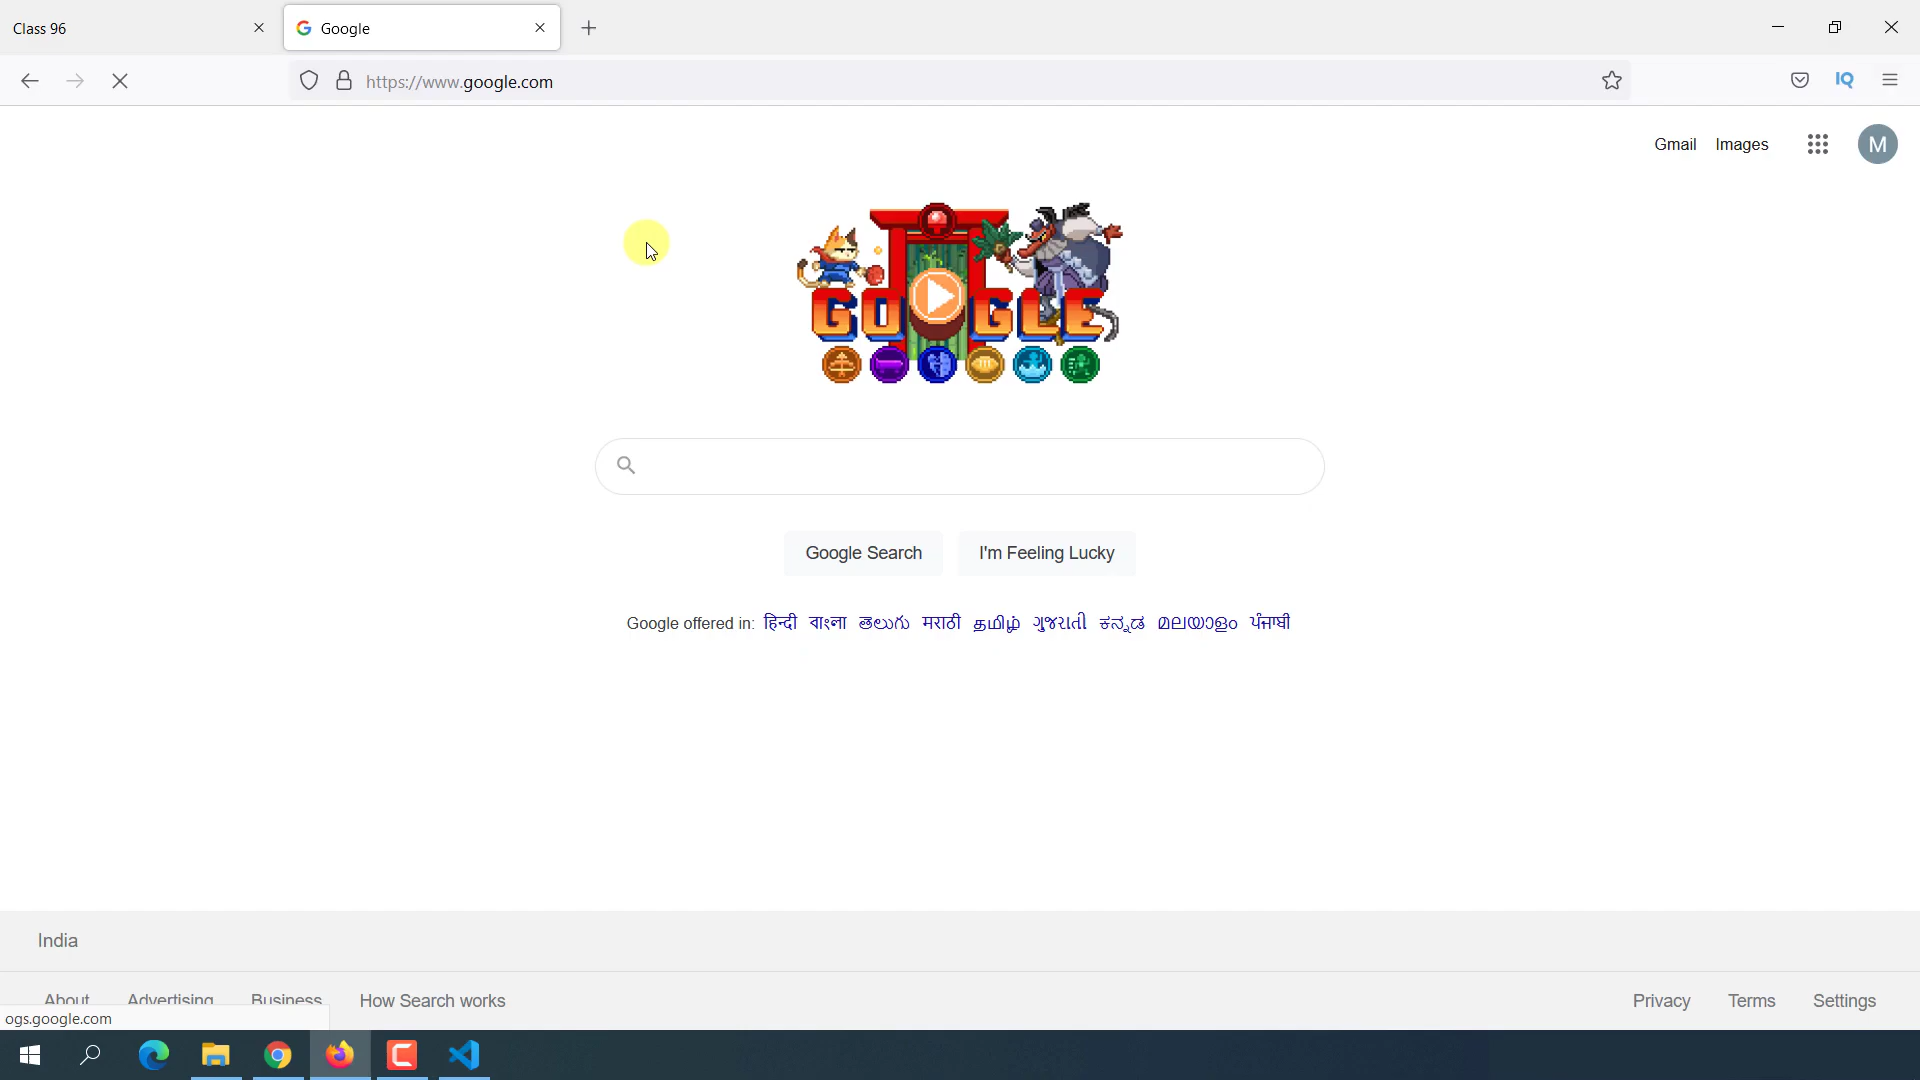 Class 96
Google
https://www.google.com
IQ
Gmail Images
M
GOOGLE
Google Search I'm Feeling Lucky
Google offered in: हिन्दी বাংলা తెలుగు मराठी தமிழ் ગુજરાતી ಕನ್ನಡ മലയാളം ਪੰਜਾਬੀ
India
About Advertising Business How Search works Privacy Terms Settings
ogs.google.com